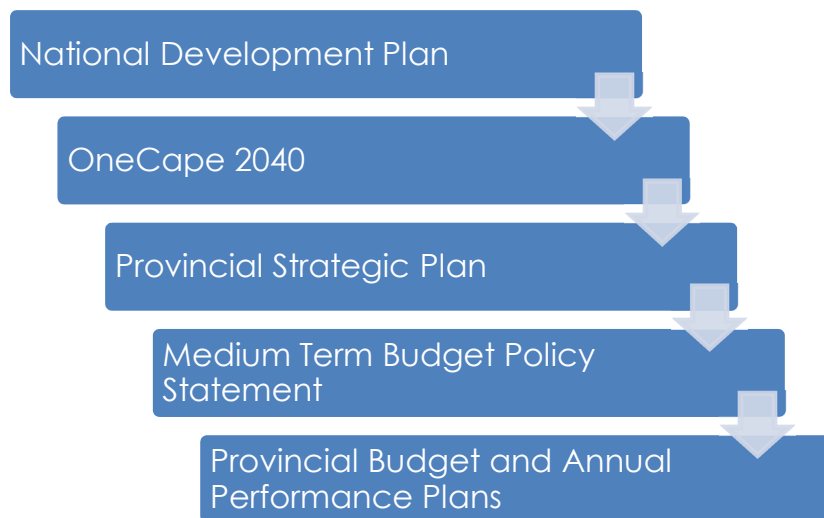 National Development Plan
OneCape 2040
Provincial Strategic Plan
Medium Term Budget Policy
Statement
Provincial Budget and Annual
Performance Plans